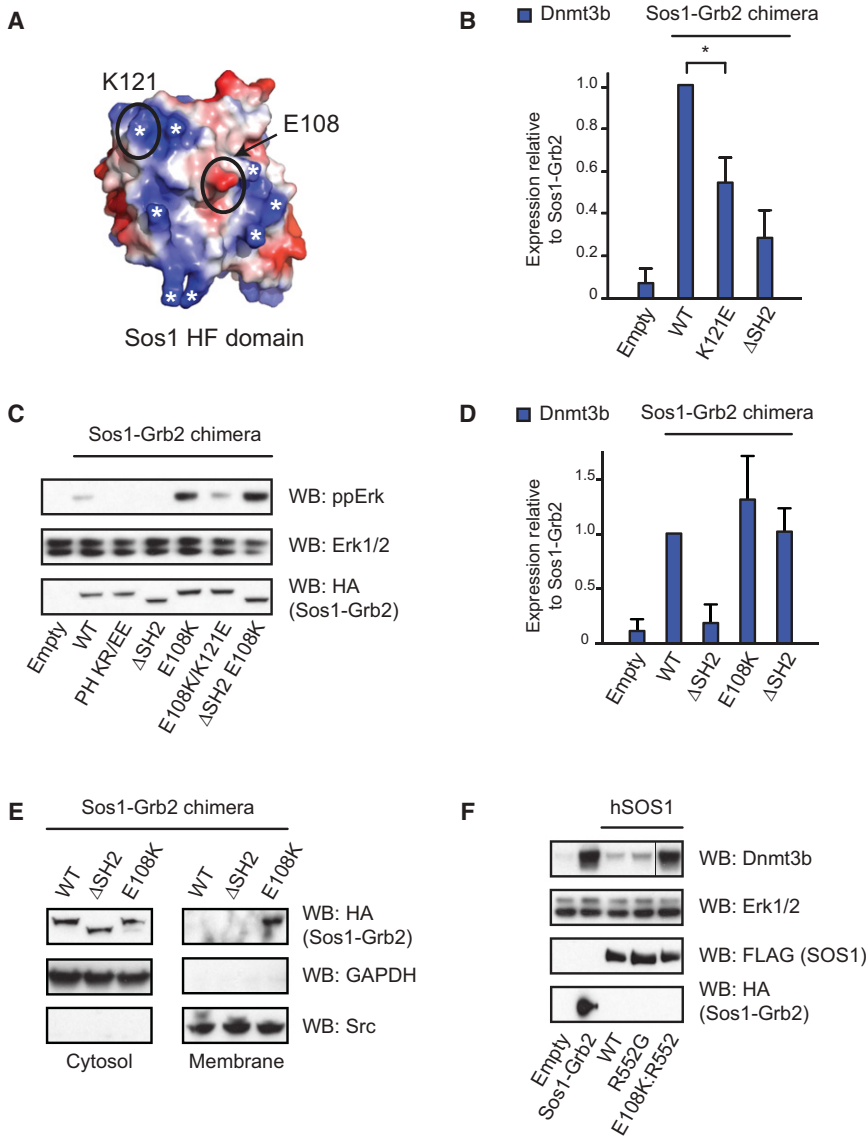 A
K121
E108
* * * * * * * *
Sos1 HF domain
B
Dnmt3b
Sos1-Grb2 chimera
*
Expression relative
to Sos1-Grb2
1.0
0.8
0.6
0.4
0.2
0
Empty
WT
K121E
ΔSH2
C
Sos1-Grb2 chimera
WB: ppErk
WB: Erk1/2
WB: HA
(Sos1-Grb2)
Empty
WT
PH KR/EE
ΔSH2
E108K
E108K/K121E
ΔSH2 E108K
D
Dnmt3b
Sos1-Grb2 chimera
Expression relative
to Sos1-Grb2
1.5
1.0
0.5
0
Empty
WT
ΔSH2
E108K
ΔSH2
E
Sos1-Grb2 chimera
WT
ΔSH2
E108K
WT
ΔSH2
E108K
WB: HA
(Sos1-Grb2)
WB: GAPDH
WB: Src
Cytosol
Membrane
F
hSOS1
WB: Dnmt3b
WB: Erk1/2
WB: FLAG (SOS1)
WB: HA
(Sos1-Grb2)
Empty
Sos1-Grb2
WT
R552G
E108K:R552